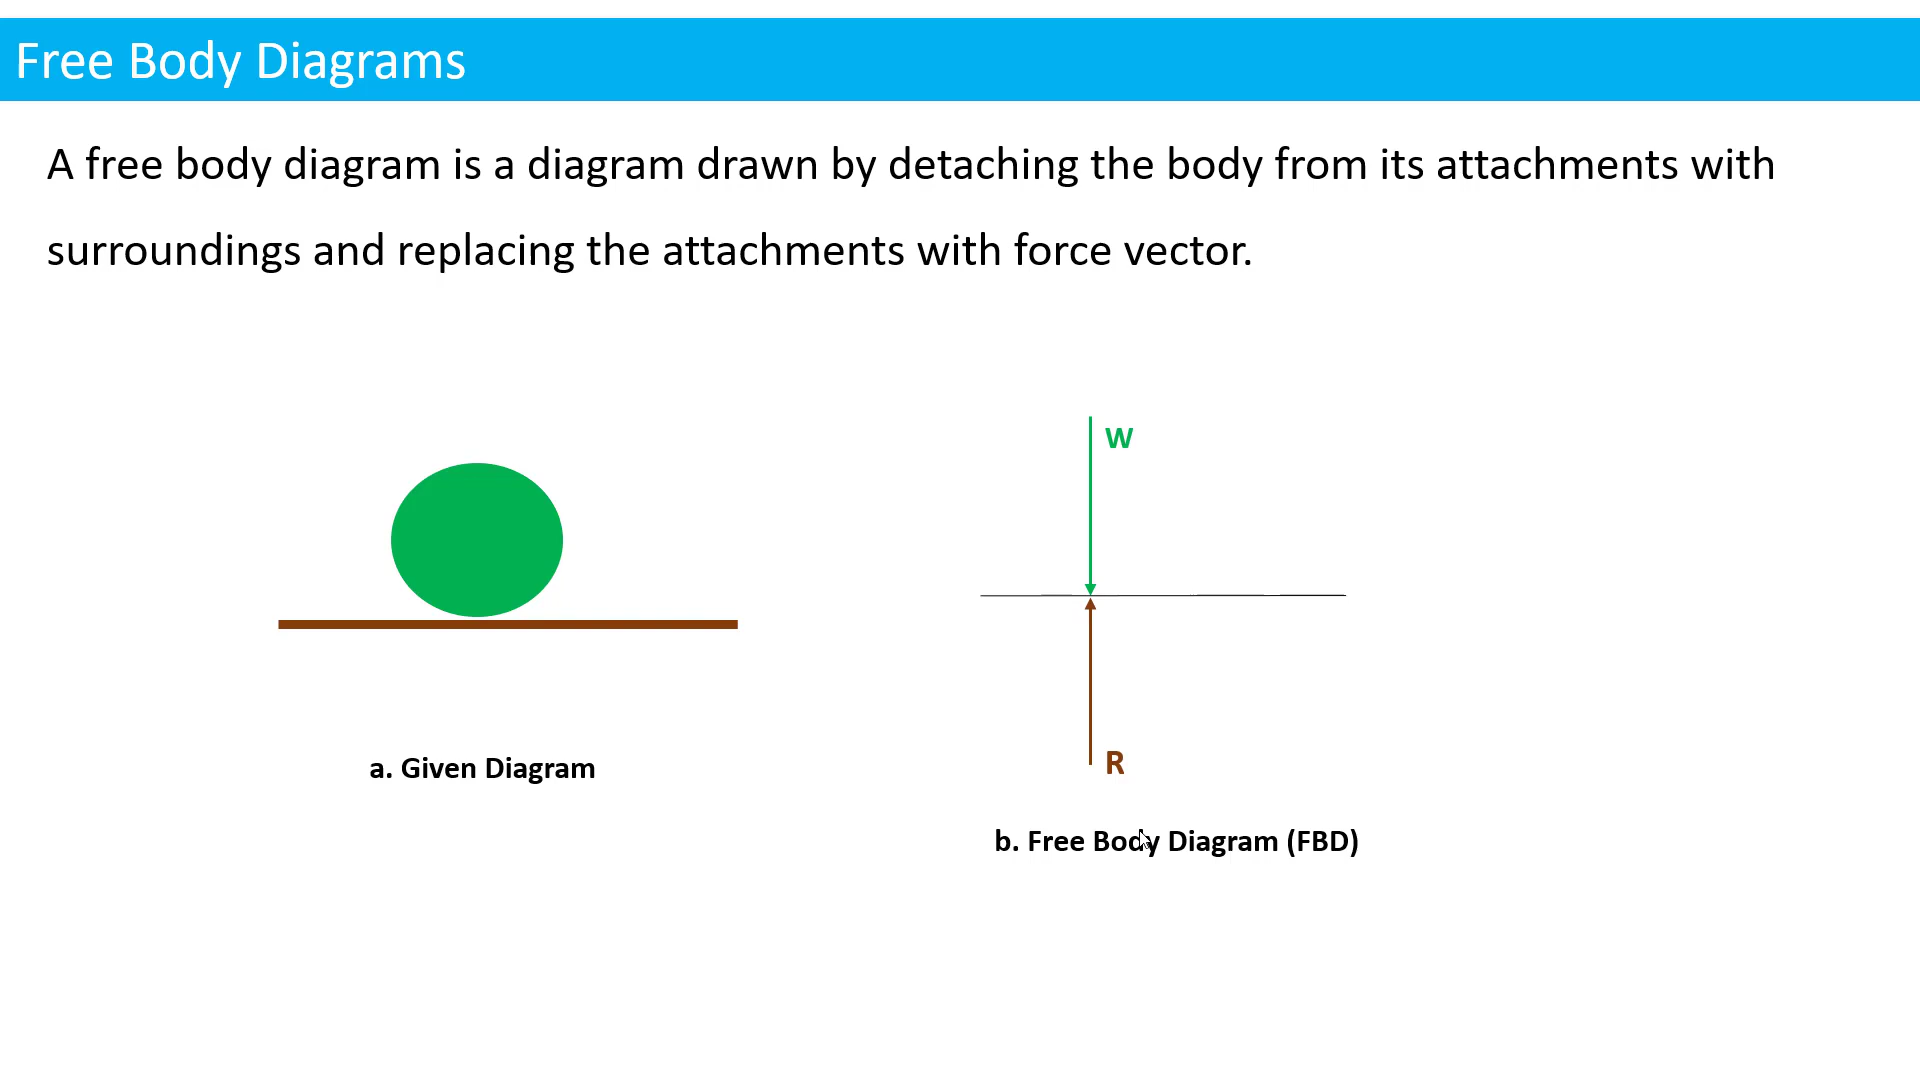 Free Body Diagrams
A free body diagram is a diagram drawn by detaching the body from its attachments with
surroundings and replacing the attachments with force vector.
W
R
a. Given Diagram
b. Free Body Diagram (FBD)